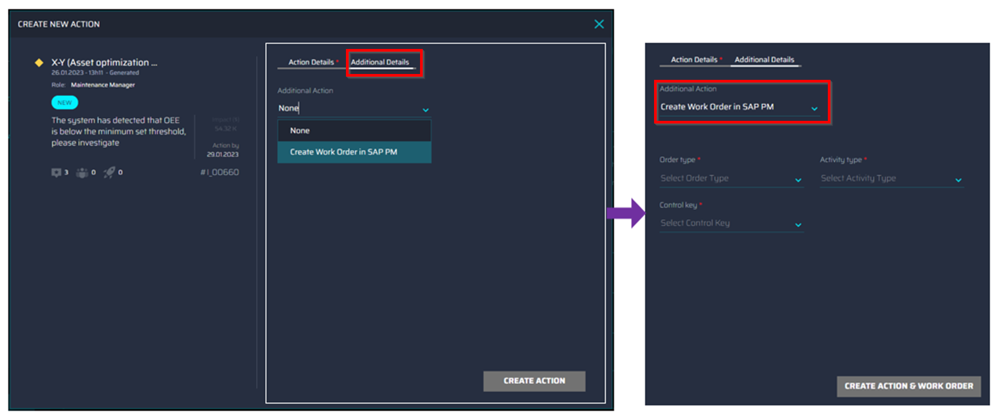 CREATE NEW ACTION
X-Y (Asset optimization ...
26.01.2023 - 13h11 - Generated
Role: Maintenance Manager
NEW
The system has detected that OEE
is below the minimum set threshold,
please investigate
Impact ($)
54.32 K
Action by
29.01.2023
3 0 0
#I_00660
Action Details * Additional Details
Additional Action
None
None
Create Work Order in SAP PM
CREATE ACTION
Action Details * Additional Details
Additional Action
Create Work Order in SAP PM
Order type * Activity type *
Select Order Type Select Activity Type
Control key *
Select Control Key
CREATE ACTION & WORK ORDER